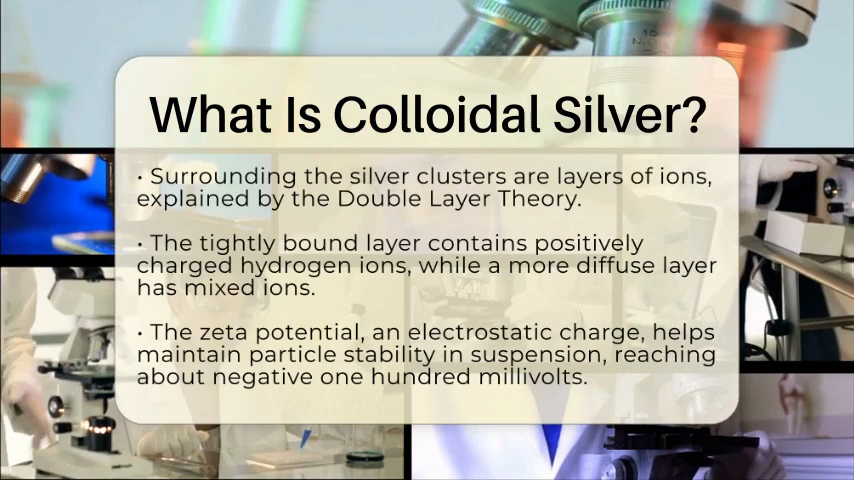 What Is Colloidal Silver?
• Surrounding the silver clusters are layers of ions,
explained by the Double Layer Theory.
• The tightly bound layer contains positively
charged hydrogen ions, while a more diffuse layer
has mixed ions.
• The zeta potential, an electrostatic charge, helps
maintain particle stability in suspension, reaching
about negative one hundred millivolts.